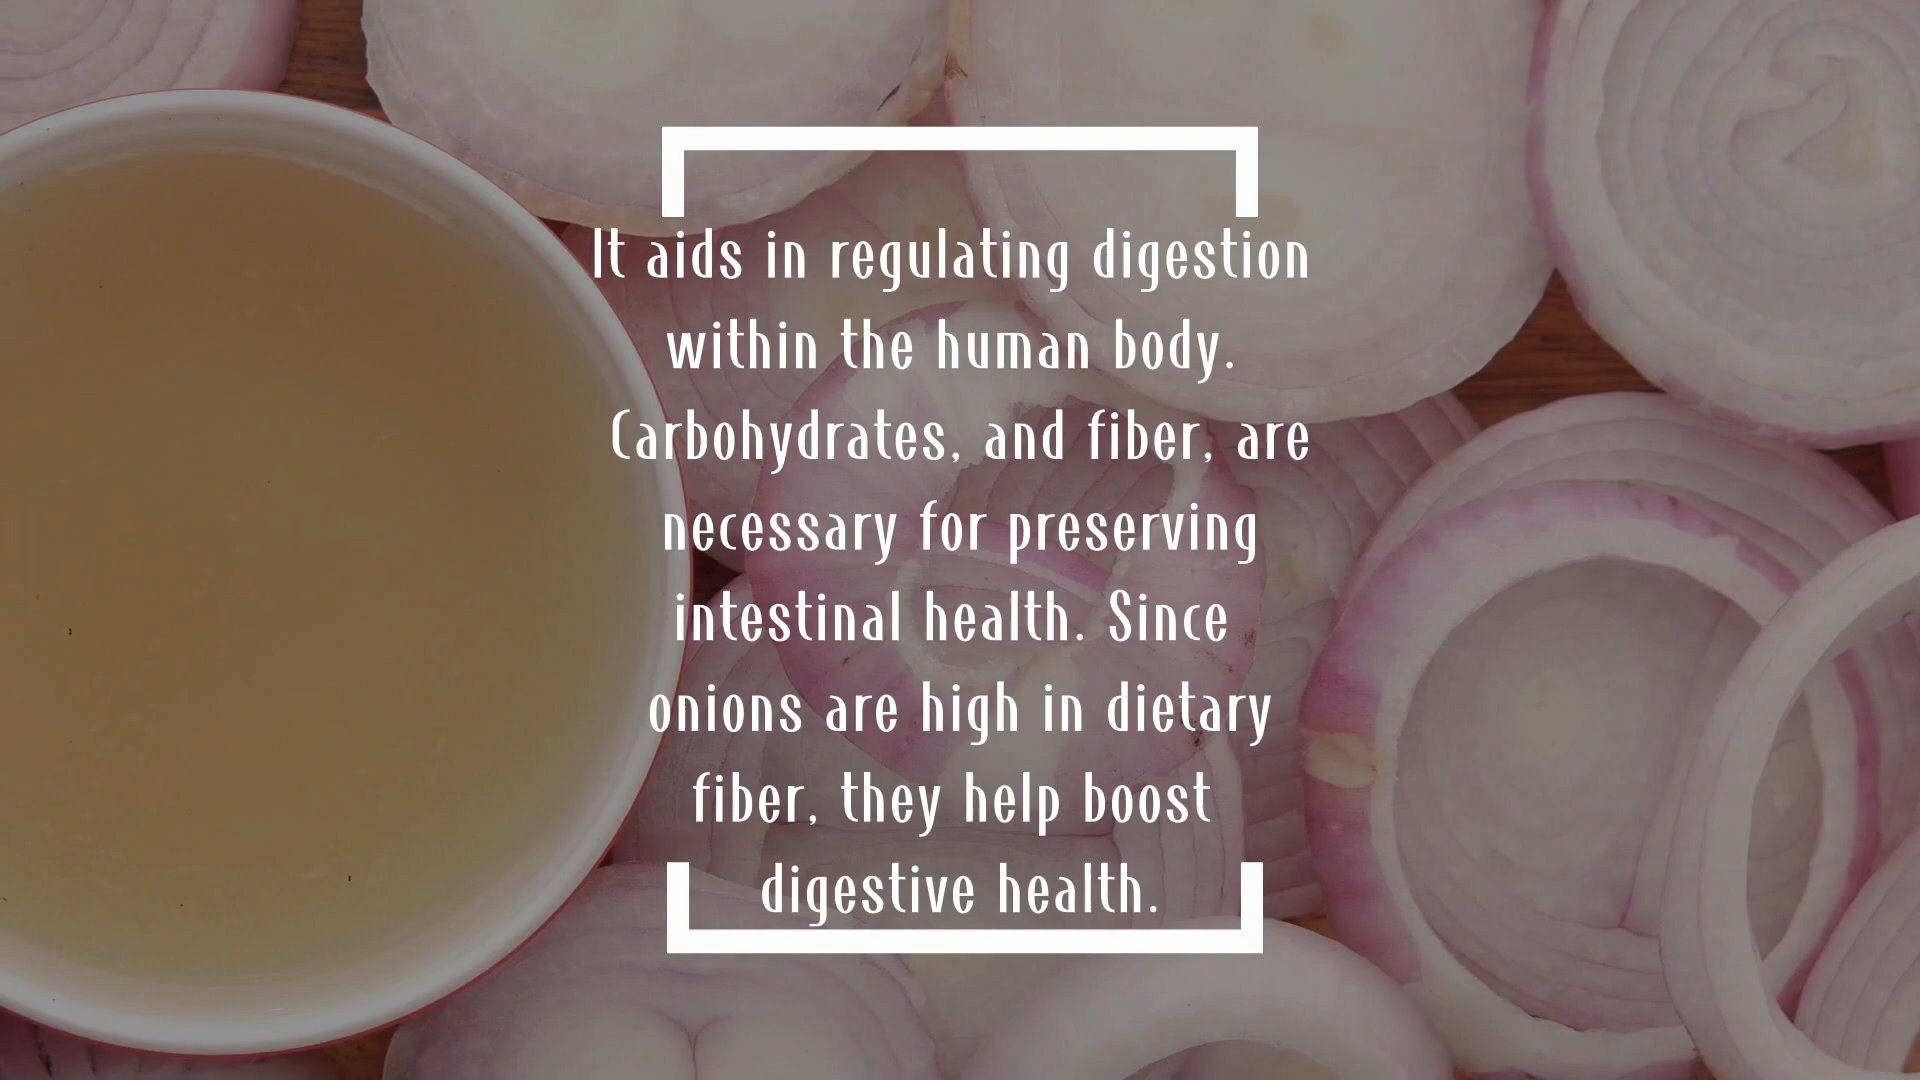 It aids in regulating digestion
within the human body.
Carbohydrates, and fiber, are
necessary for preserving
intestinal health. Since
onions are high in dietary
fiber, they help boost
digestive health.